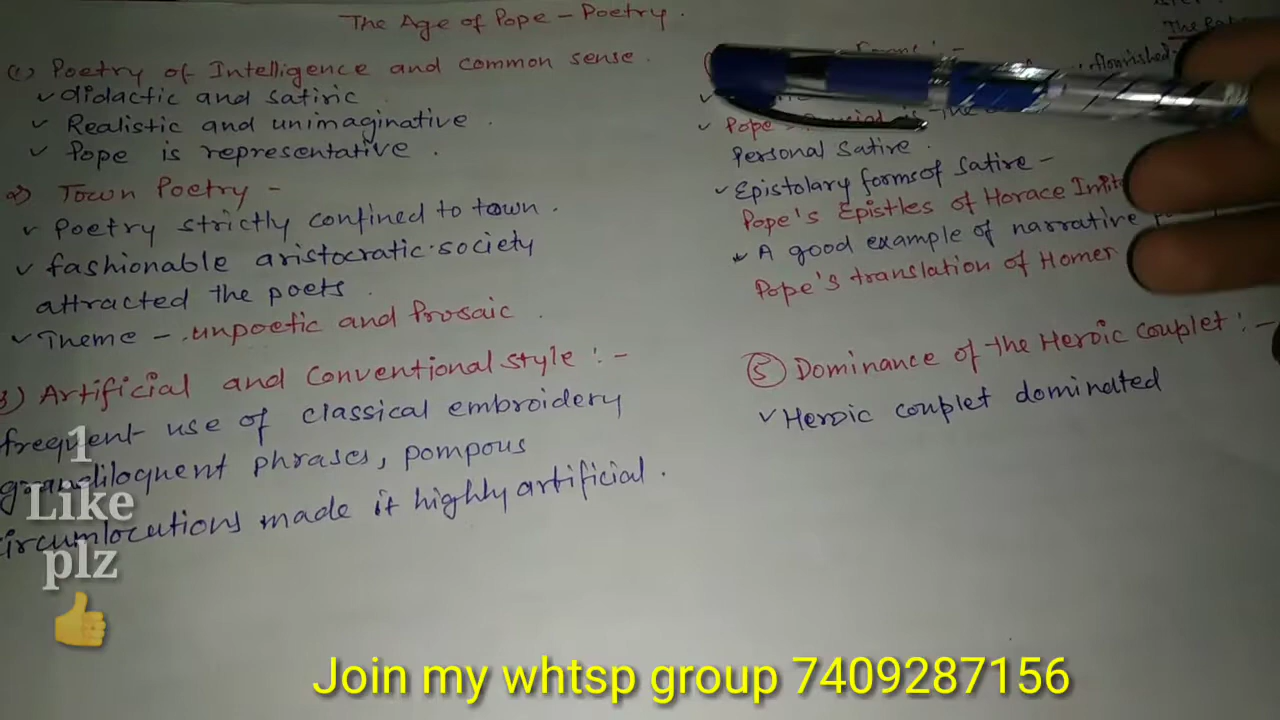 The Age of Pope - Poetry.
1) Poetry of Intelligence and common sense.
✓ didactic and satiric
✓ Realistic and unimaginative.
✓ Pope is representative.
2) Town Poetry -
✓ Poetry strictly confined to town.
✓ fashionable aristocratic society
attracted the poets.
✓ Theme - unpoetic and Prosaic.
3) Artificial and Conventional style :-
frequent use of classical embroidery
grandiloquent phrases, pompous
circumlocutions made it highly artificial.
flourished
✓ Pope
personal Satire.
✓ Epistolary forms of satire -
Pope's Epistles of Horace
A good example of narrative
Pope's translation of Homer
5 Dominance of the Heroic couplet :-
✓ Heroic couplet dominated
1
Like
plz
Join my whtsp group 7409287156